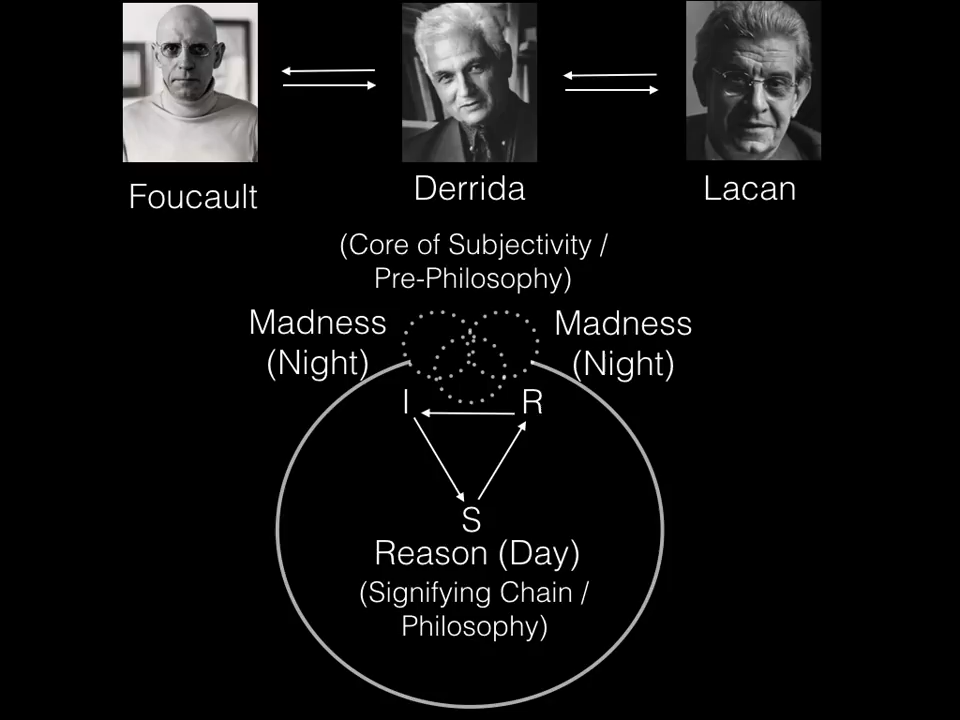 Foucault
Derrida
Lacan
(Core of Subjectivity /
Pre-Philosophy)
Madness
(Night)
Madness
(Night)
I
R
S
Reason (Day)
(Signifying Chain /
Philosophy)